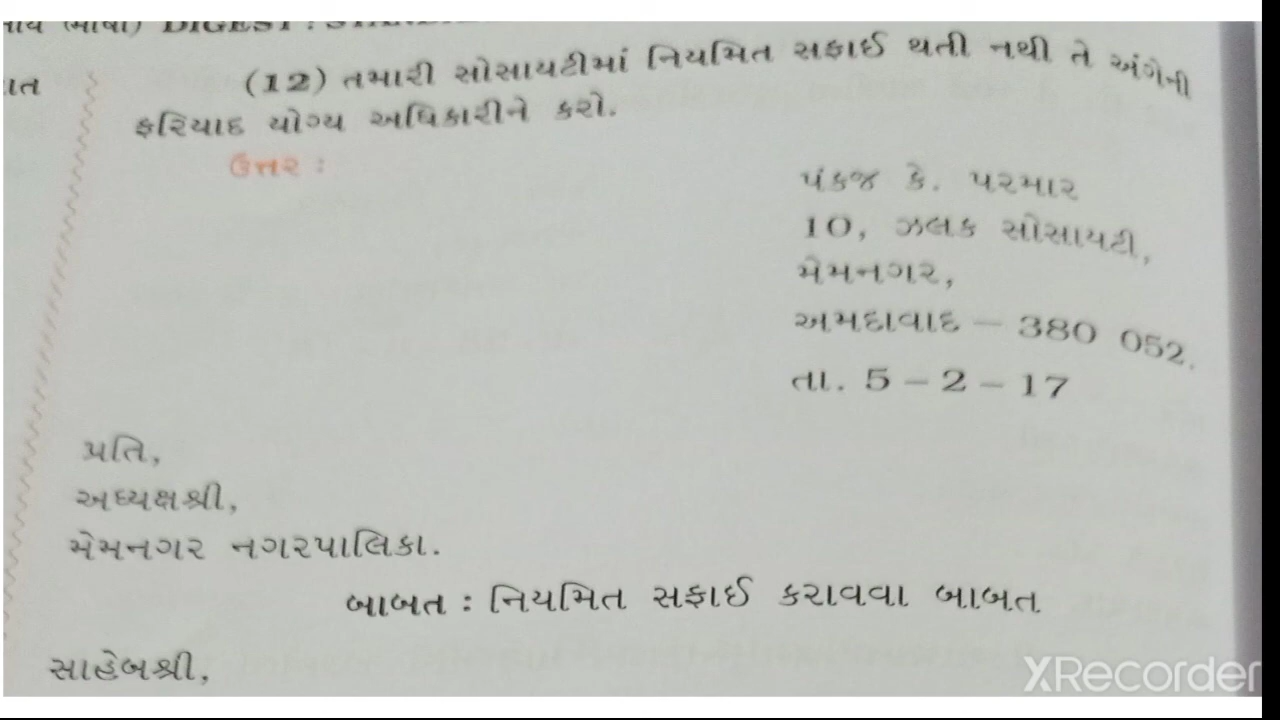 DIGEST :
(12) તમારી સોસાયટીમાં નિયમિત સફાઈ થતી નથી તે અંગેની
ફરિયાદ યોગ્ય અધિકારીને કરો.
ઉત્તર :
પંકજ કે. પરમાર
10, ઝલક સોસાયટી,
મેમનગર,
અમદાવાદ – 380 052.
તા. 5 – 2 – 17
પ્રતિ,
અધ્યક્ષશ્રી,
મેમનગર નગરપાલિકા.
બાબત : નિયમિત સફાઈ કરાવવા બાબત
સાહેબશ્રી,
XRecorder